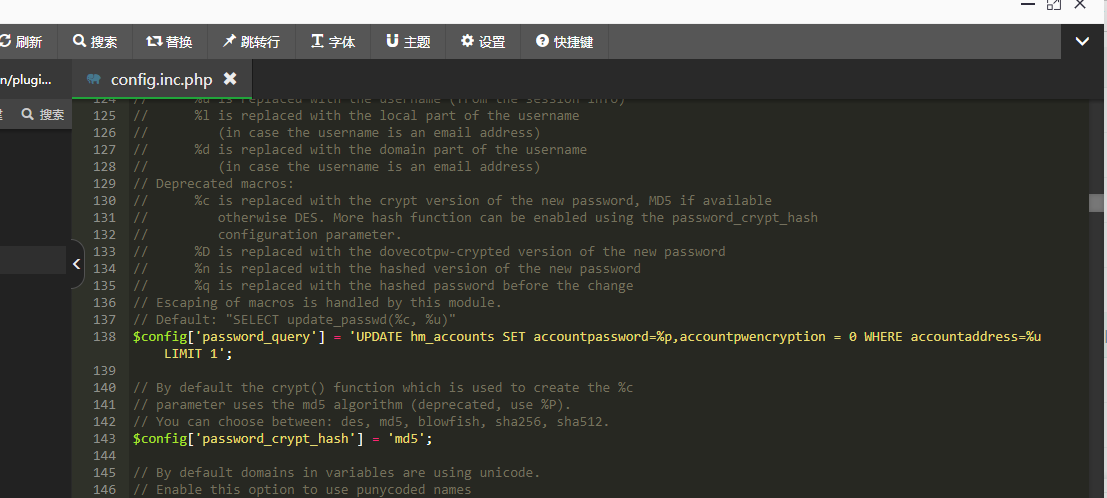 刷新 搜索 替换 跳转行 字体 主题 设置 快捷键
n/plugi... config.inc.php
搜索
124 // %u is replaced with the username (from the session info)
125 // %l is replaced with the local part of the username
126 // (in case the username is an email address)
127 // %d is replaced with the domain part of the username
128 // (in case the username is an email address)
129 // Deprecated macros:
130 // %c is replaced with the crypt version of the new password, MD5 if available
131 // otherwise DES. More hash function can be enabled using the password_crypt_hash
132 // configuration parameter.
133 // %D is replaced with the dovecotpw-crypted version of the new password
134 // %n is replaced with the hashed version of the new password
135 // %q is replaced with the hashed password before the change
136 // Escaping of macros is handled by this module.
137 // Default: "SELECT update_passwd(%c, %u)"
138 $config['password_query'] = 'UPDATE hm_accounts SET accountpassword=%p,accountpwencryption = 0 WHERE accountaddress=%u
LIMIT 1';
139
140 // By default the crypt() function which is used to create the %c
141 // parameter uses the md5 algorithm (deprecated, use %P).
142 // You can choose between: des, md5, blowfish, sha256, sha512.
143 $config['password_crypt_hash'] = 'md5';
144
145 // By default domains in variables are using unicode.
146 // Enable this option to use punycoded names